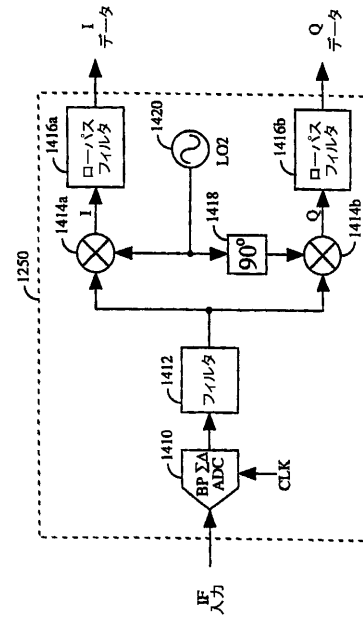 1250
IF
入力
1410
BP ΣΔ
ADC
CLK
1412
フィルタ
1414a
I
1416a
ローパス
フィルタ
I
データ
1420
LO2
1418
90°
1414b
Q
1416b
ローパス
フィルタ
Q
データ